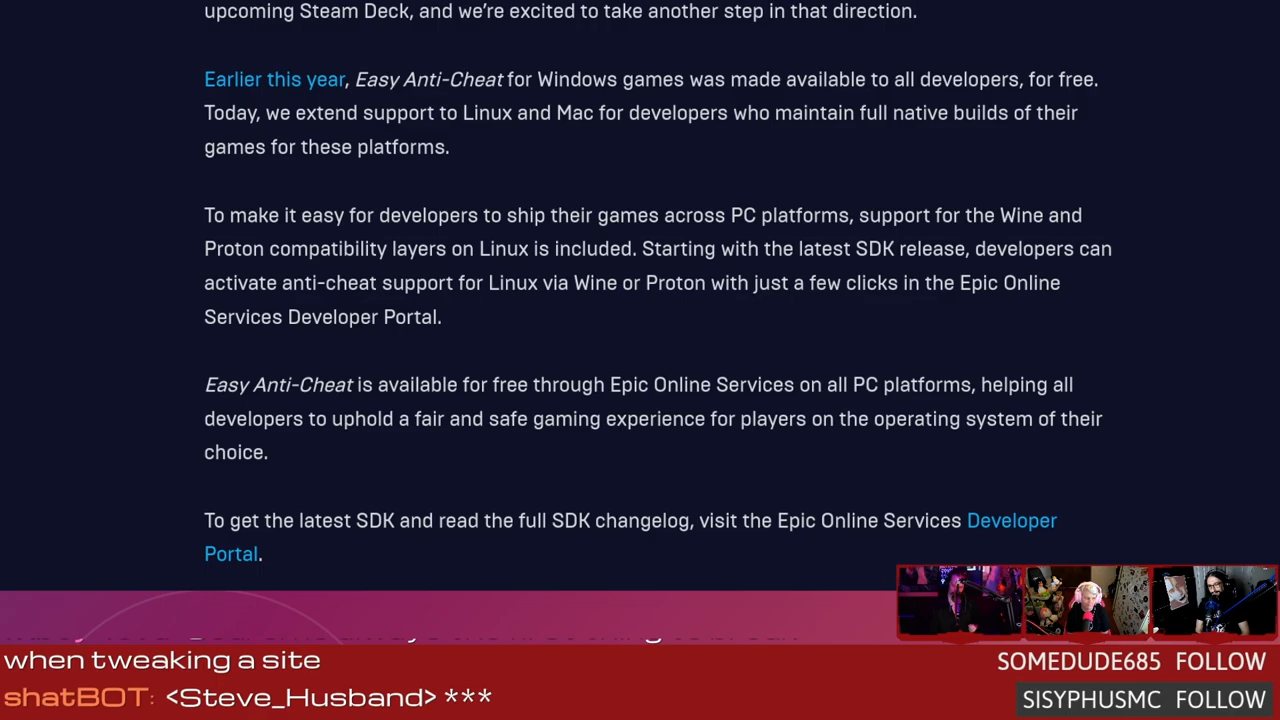 upcoming Steam Deck, and we're excited to take another step in that direction.
Earlier this year, Easy Anti-Cheat for Windows games was made available to all developers, for free.
Today, we extend support to Linux and Mac for developers who maintain full native builds of their
games for these platforms.
To make it easy for developers to ship their games across PC platforms, support for the Wine and
Proton compatibility layers on Linux is included. Starting with the latest SDK release, developers can
activate anti-cheat support for Linux via Wine or Proton with just a few clicks in the Epic Online
Services Developer Portal.
Easy Anti-Cheat is available for free through Epic Online Services on all PC platforms, helping all
developers to uphold a fair and safe gaming experience for players on the operating system of their
choice.
To get the latest SDK and read the full SDK changelog, visit the Epic Online Services Developer
Portal.
when tweaking a site
shatBOT: <Steve_Husband> ***
SOMEDUDE685 FOLLOW
SISYPHUSMC FOLLOW